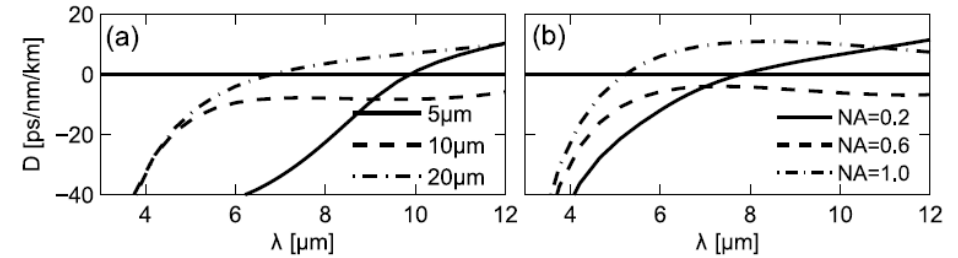 20
(a)
(b)
0
5µm
NA=0.2
−20
10µm
NA=0.6
20µm
NA=1.0
−40
D [ps/nm/km]
4 6 8 10 12 4 6 8 10 12
λ [µm] λ [µm]